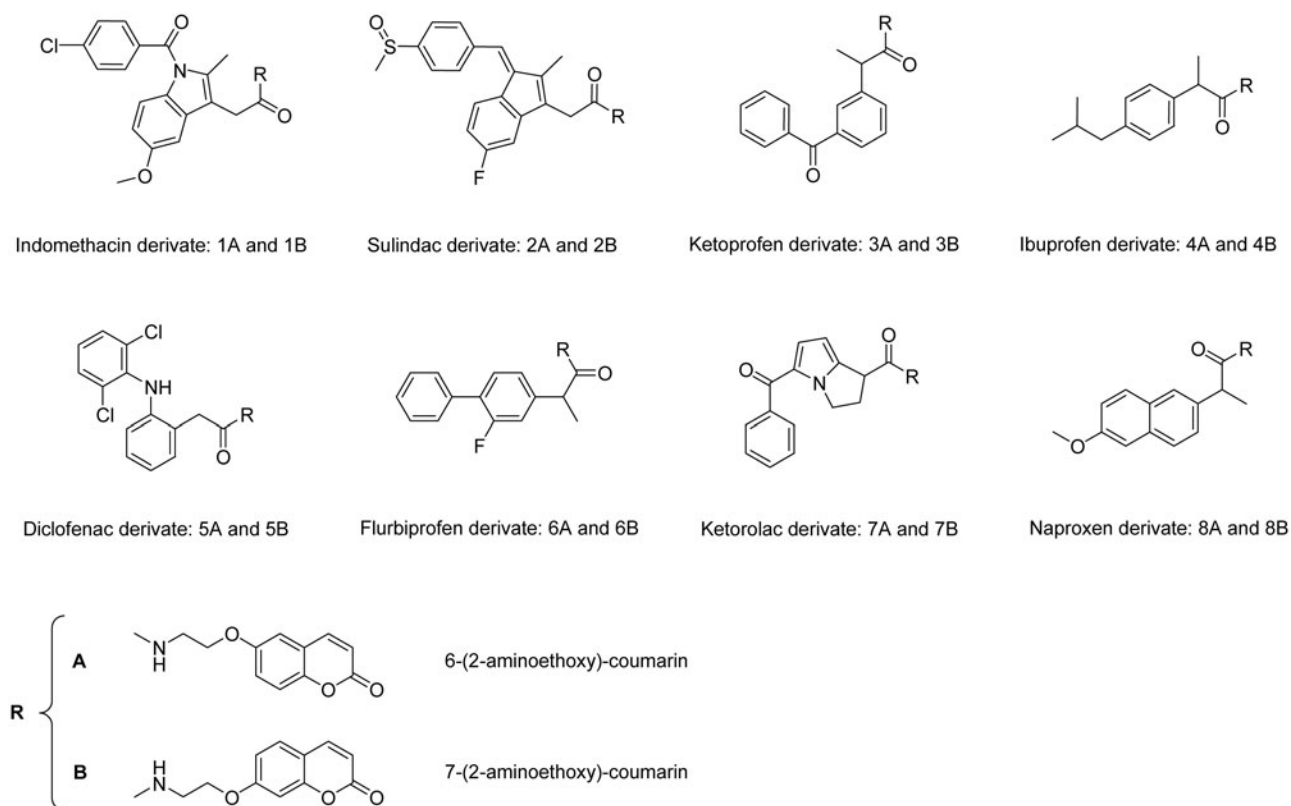 Cl
O
N
R
O
O
Indomethacin derivate: 1A and 1B
O
S
O
R
F
Sulindac derivate: 2A and 2B
R
O
O
Ketoprofen derivate: 3A and 3B
R
O
Ibuprofen derivate: 4A and 4B
Cl
NH
Cl
R
O
Diclofenac derivate: 5A and 5B
R
O
F
Flurbiprofen derivate: 6A and 6B
O
O
N
R
Ketorolac derivate: 7A and 7B
O
R
O
Naproxen derivate: 8A and 8B
R
A
N
H
O
O
O
6-(2-aminoethoxy)-coumarin
B
H
N
O
O
O
7-(2-aminoethoxy)-coumarin